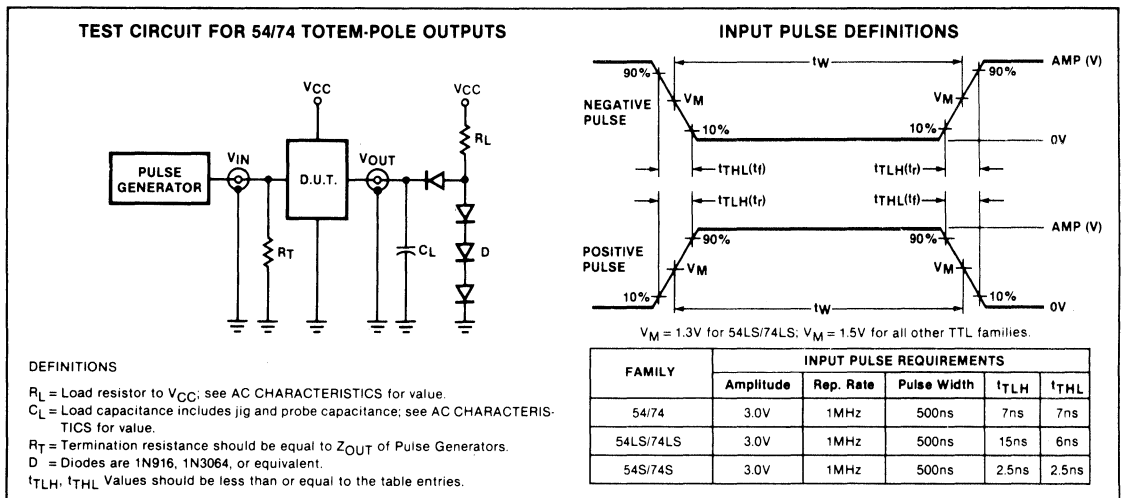 TEST CIRCUIT FOR 54/74 TOTEM-POLE OUTPUTS
VCC
VCC
RL
PULSE
GENERATOR
VIN
D.U.T.
VOUT
RT
CL
D
DEFINITIONS
RL = Load resistor to VCC; see AC CHARACTERISTICS for value.
CL = Load capacitance includes jig and probe capacitance; see AC CHARACTERIS-
TICS for value.
RT = Termination resistance should be equal to ZOUT of Pulse Generators.
D = Diodes are 1N916, 1N3064, or equivalent.
tTLH, tTHL Values should be less than or equal to the table entries.
INPUT PULSE DEFINITIONS
tW
AMP (V)
90%
90%
NEGATIVE
PULSE
VM
VM
10%
10%
0V
tTHL(tf)
tTLH(tr)
tTLH(tr)
tTHL(tf)
AMP (V)
90%
90%
POSITIVE
PULSE
VM
VM
10%
10%
tW
0V
VM = 1.3V for 54LS/74LS; VM = 1.5V for all other TTL families.
FAMILY
INPUT PULSE REQUIREMENTS
Amplitude Rep. Rate Pulse Width tTLH tTHL
54/74 3.0V 1MHz 500ns 7ns 7ns
54LS/74LS 3.0V 1MHz 500ns 15ns 6ns
54S/74S 3.0V 1MHz 500ns 2.5ns 2.5ns